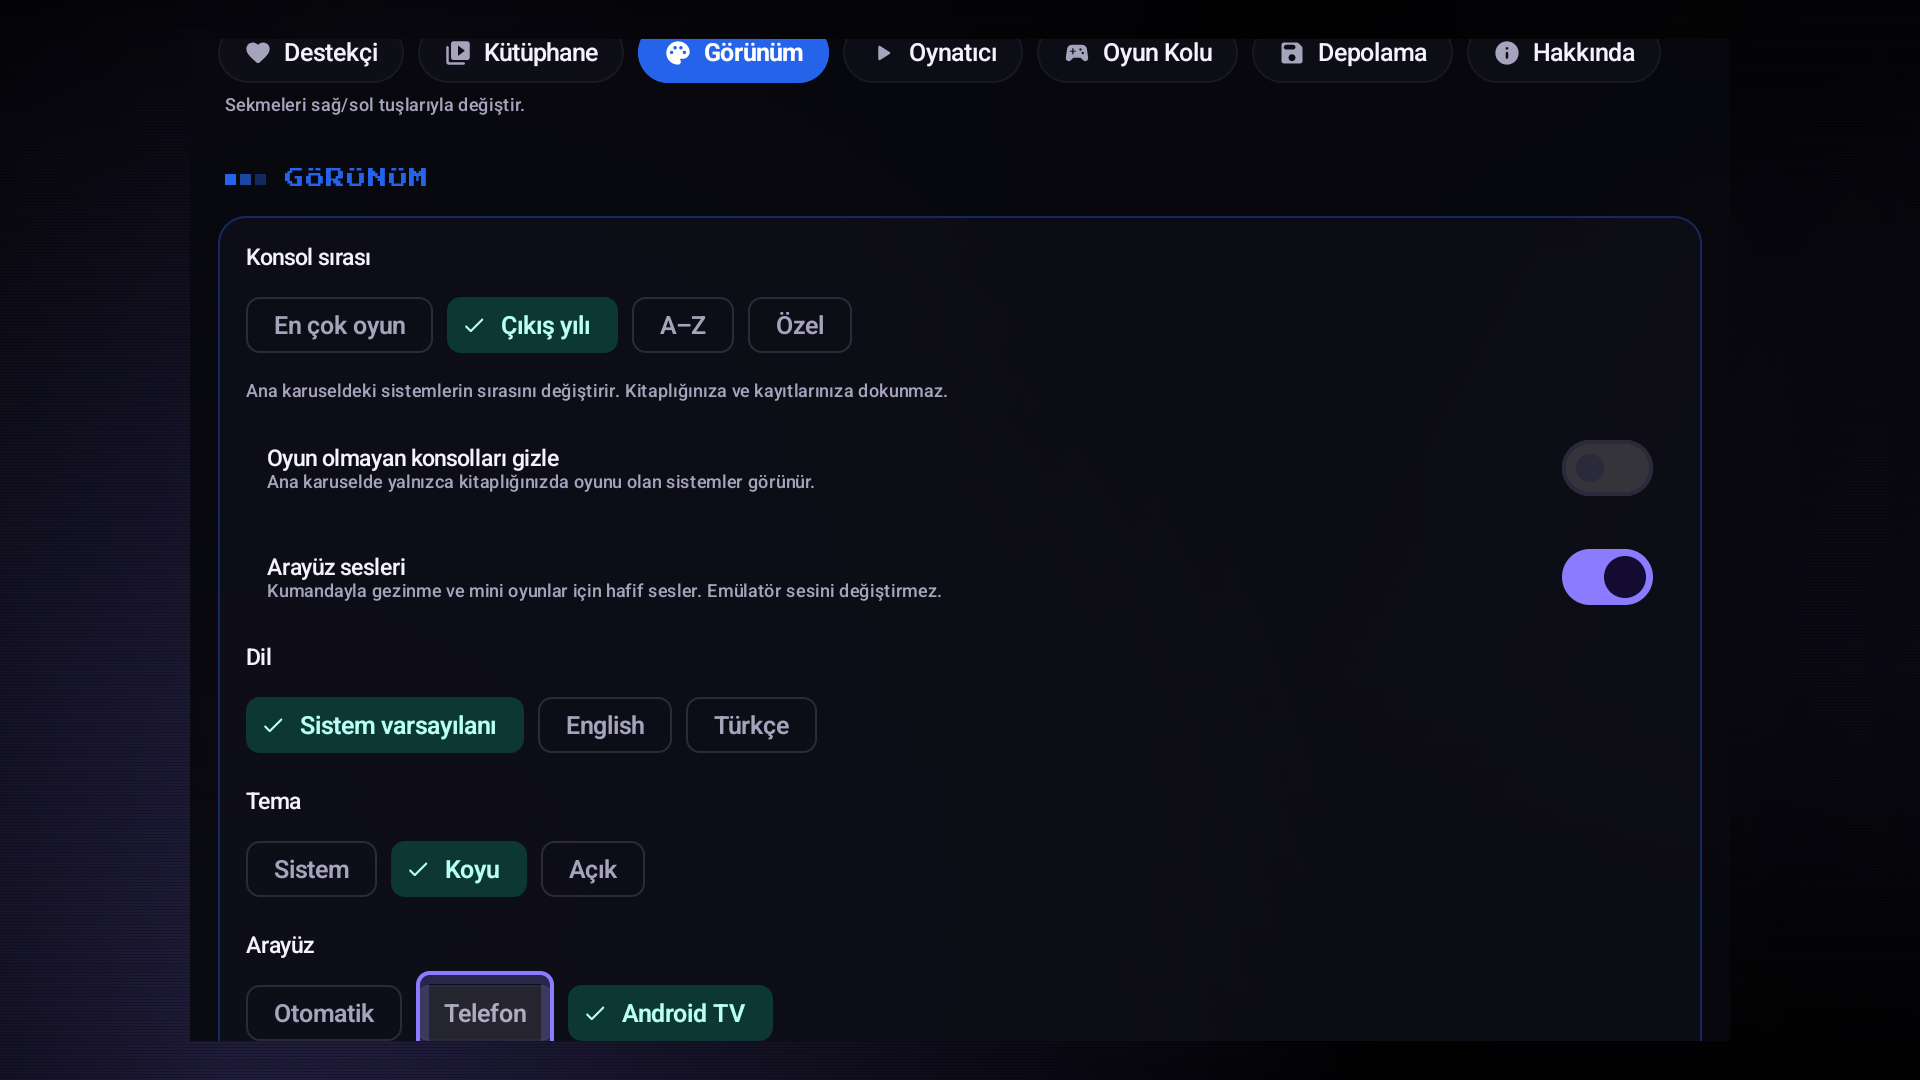 Destekçi
Kütüphane
Görünüm
Oynatıcı
Oyun Kolu
Depolama
Hakkında
Sekmeleri sağ/sol tuşlarıyla değiştir.
GöRüNüM
Konsol sırası
En çok oyun
Çıkış yılı
A–Z
Özel
Ana karuseldeki sistemlerin sırasını değiştirir. Kitaplığınıza ve kayıtlarınıza dokunmaz.
Oyun olmayan konsolları gizle
Ana karuselde yalnızca kitaplığınızda oyunu olan sistemler görünür.
Arayüz sesleri
Kumandayla gezinme ve mini oyunlar için hafif sesler. Emülatör sesini değiştirmez.
Dil
Sistem varsayılanı
English
Türkçe
Tema
Sistem
Koyu
Açık
Arayüz
Otomatik
Telefon
Android TV